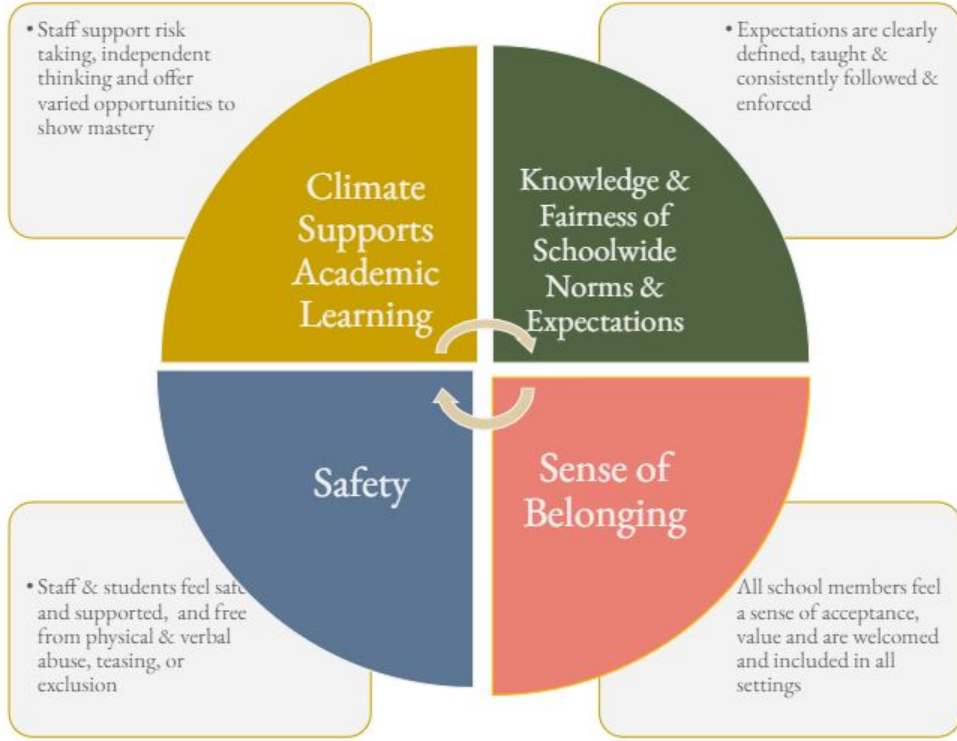 • Staff support risk
taking, independent
thinking and offer
varied opportunities to
show mastery
• Expectations are clearly
defined, taught &
consistently followed &
enforced
Climate
Supports
Academic
Learning
Knowledge &
Fairness of
Schoolwide
Norms &
Expectations
Safety
Sense of
Belonging
• Staff & students feel safe
and supported, and free
from physical & verbal
abuse, teasing, or
exclusion
All school members feel
a sense of acceptance,
value and are welcomed
and included in all
settings